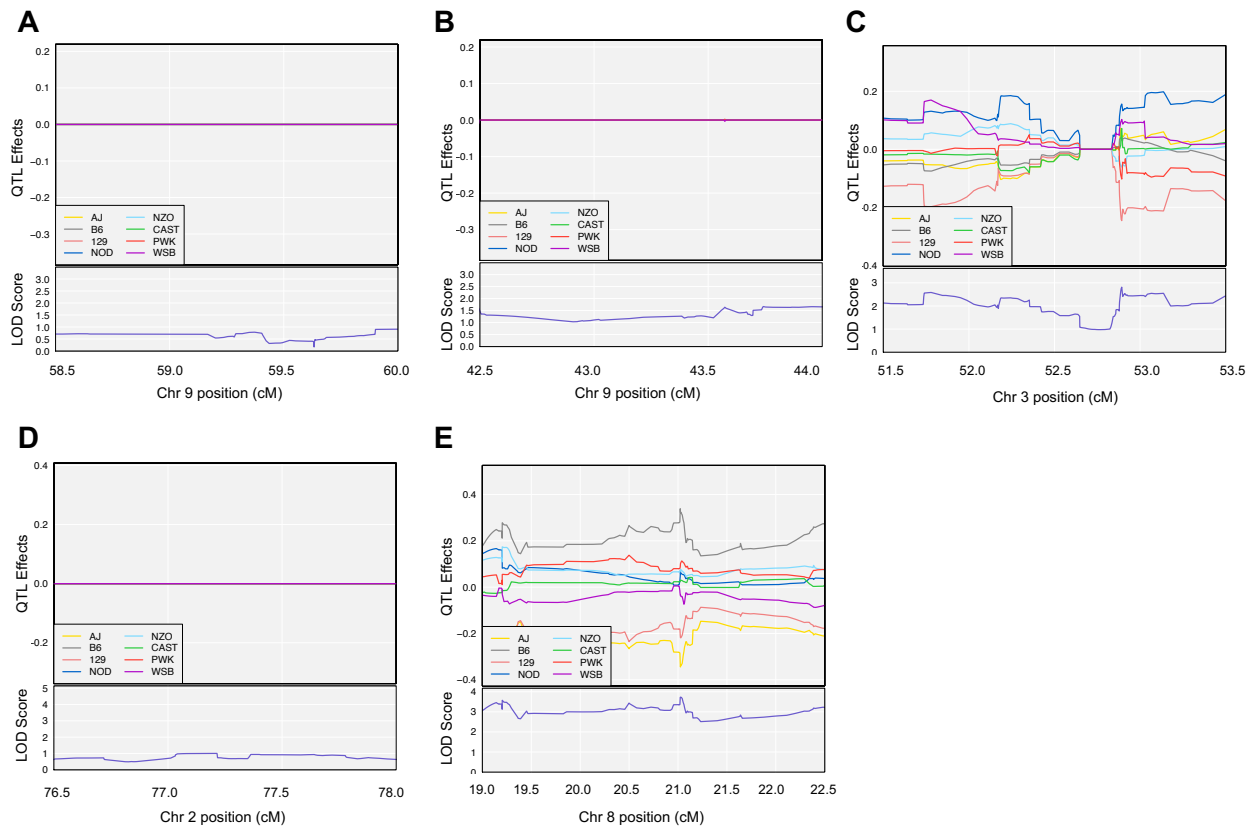 A
0.2
0.1
0.0
−0.1
−0.2
−0.3
QTL Effects
AJ NZO
B6 CAST
129 PWK
NOD WSB
3.0
2.5
2.0
1.5
1.0
0.5
0.0
LOD Score
58.5 59.0 59.5 60.0
Chr 9 position (cM)
B
0.2
0.1
0.0
−0.1
−0.2
−0.3
QTL Effects
AJ NZO
B6 CAST
129 PWK
NOD WSB
3.0
2.5
2.0
1.5
1.0
0.5
0.0
LOD Score
42.5 43.0 43.5 44.0
Chr 9 position (cM)
C
0.2
0.0
−0.2
−0.4
QTL Effects
AJ NZO
B6 CAST
129 PWK
NOD WSB
3
2
1
0
LOD Score
51.5 52.0 52.5 53.0 53.5
Chr 3 position (cM)
D
0.4
0.2
0.0
−0.2
QTL Effects
AJ NZO
B6 CAST
129 PWK
NOD WSB
5
4
3
2
1
0
LOD Score
76.5 77.0 77.5 78.0
Chr 2 position (cM)
E
0.4
0.2
0.0
−0.2
−0.4
QTL Effects
AJ NZO
B6 CAST
129 PWK
NOD WSB
4
3
2
1
0
LOD Score
19.0 19.5 20.0 20.5 21.0 21.5 22.0 22.5
Chr 8 position (cM)